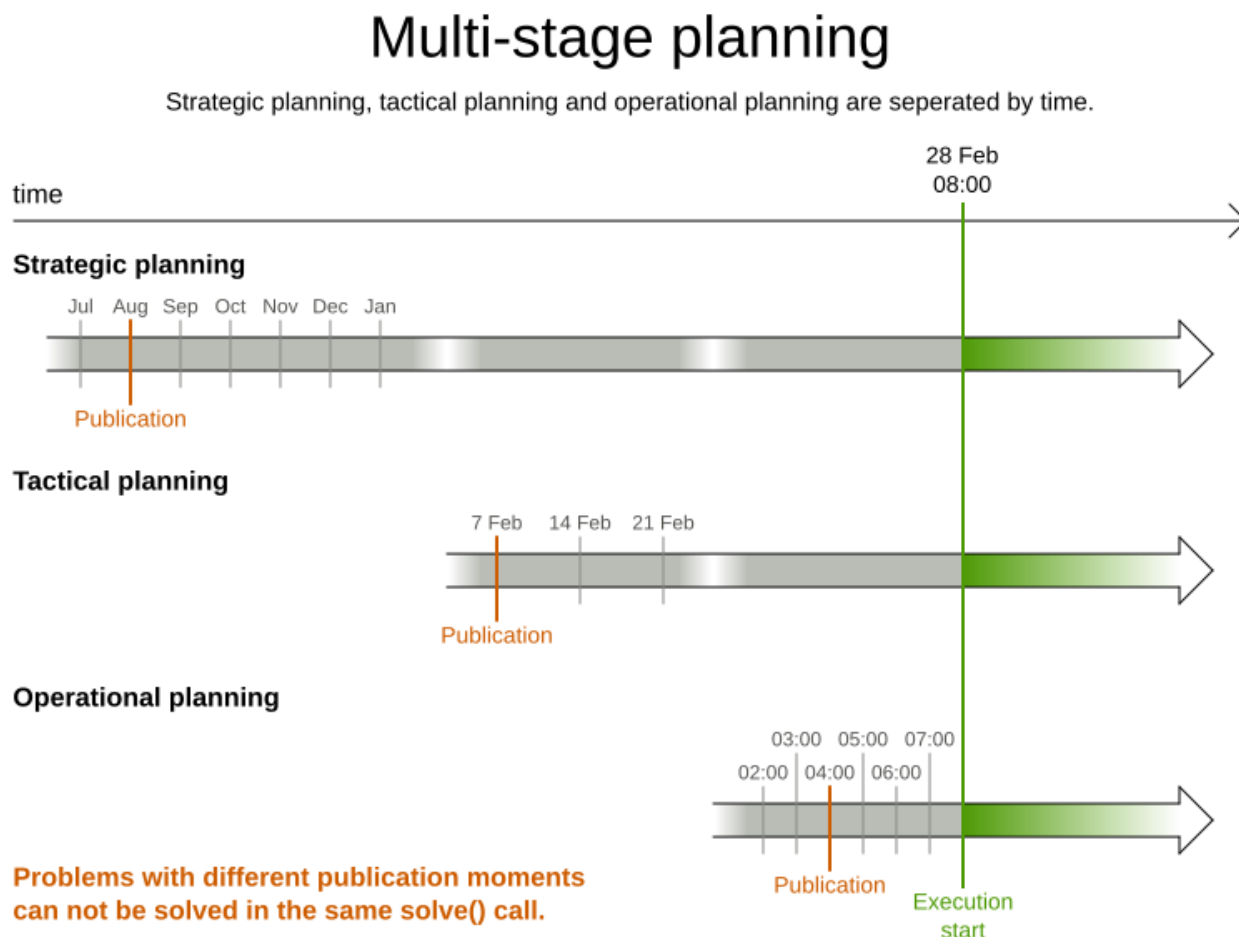 Multi-stage planning
Strategic planning, tactical planning and operational planning are seperated by time.
28 Feb
08:00
time
Strategic planning
Jul Aug Sep Oct Nov Dec Jan
Publication
Tactical planning
7 Feb 14 Feb 21 Feb
Publication
Operational planning
03:00 05:00 07:00
02:00 04:00 06:00
Publication
Execution
start
Problems with different publication moments
can not be solved in the same solve() call.